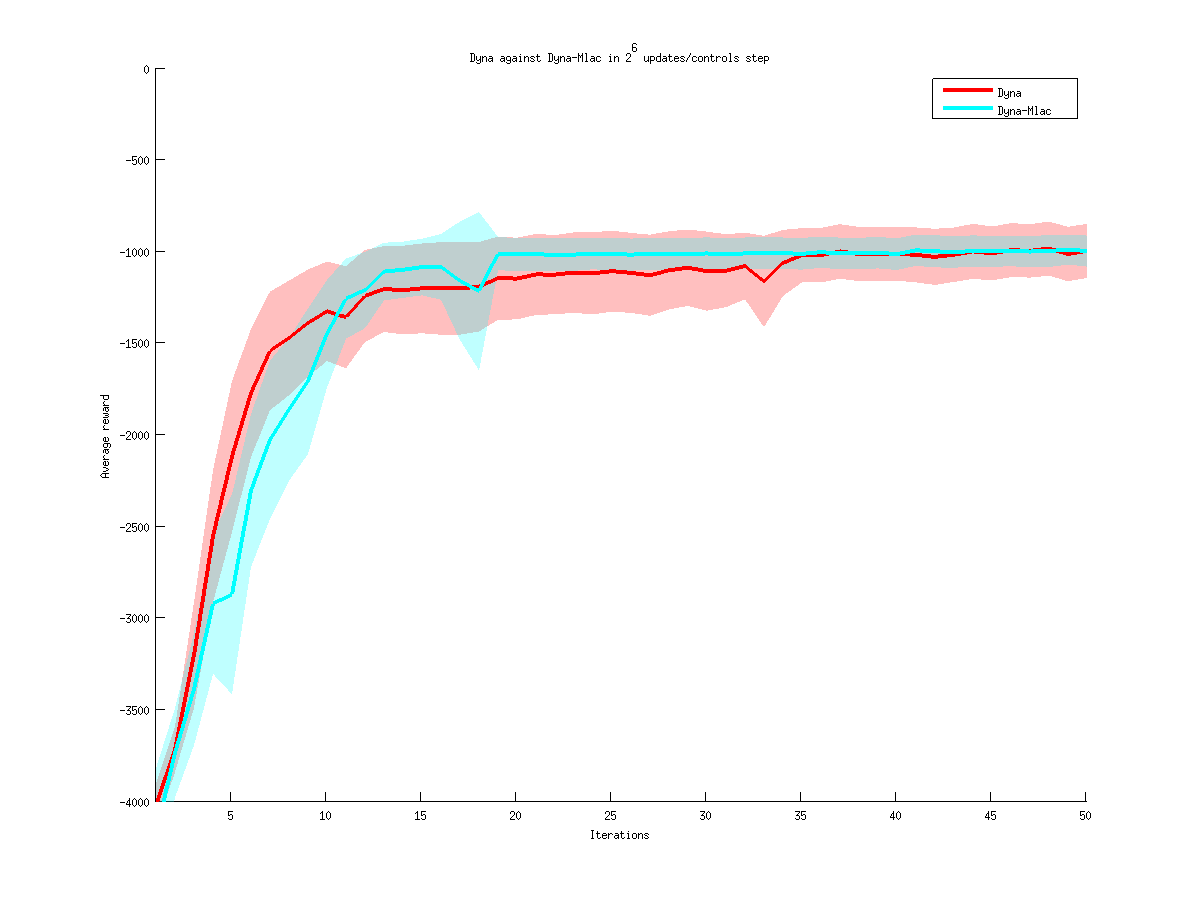 6
Dyna against Dyna-Mlac in 2 updates/controls step
Dyna
Dyna-Mlac
0
-500
-1000
-1500
-2000
-2500
-3000
-3500
-4000
Average reward
5 10 15 20 25 30 35 40 45 50
Iterations